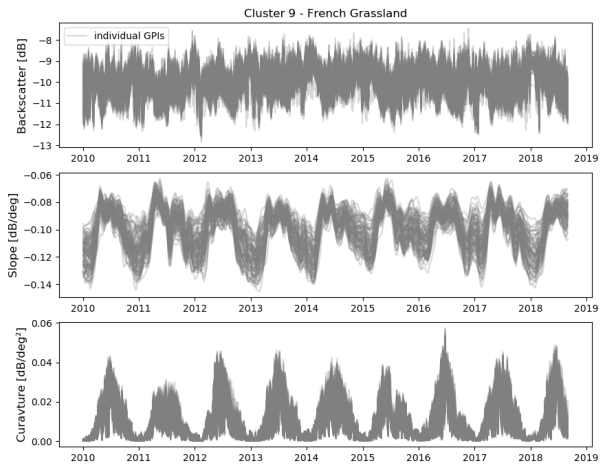 Cluster 9 - French Grassland
individual GPIs
Backscatter [dB]
−8
−9
−10
−11
−12
−13
2010 2011 2012 2013 2014 2015 2016 2017 2018 2019
Slope [dB/deg]
−0.06
−0.08
−0.10
−0.12
−0.14
2010 2011 2012 2013 2014 2015 2016 2017 2018 2019
Curavture [dB/deg²]
0.06
0.04
0.02
0.00
2010 2011 2012 2013 2014 2015 2016 2017 2018 2019